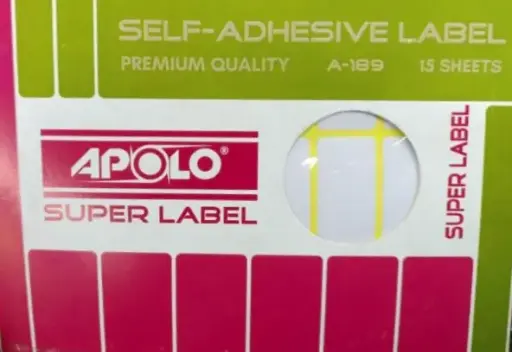 SELF-ADHESIVE LABEL
PREMIUM QUALITY A-189 15 SHEETS
APOLO®
SUPER LABEL
SUPER LABEL